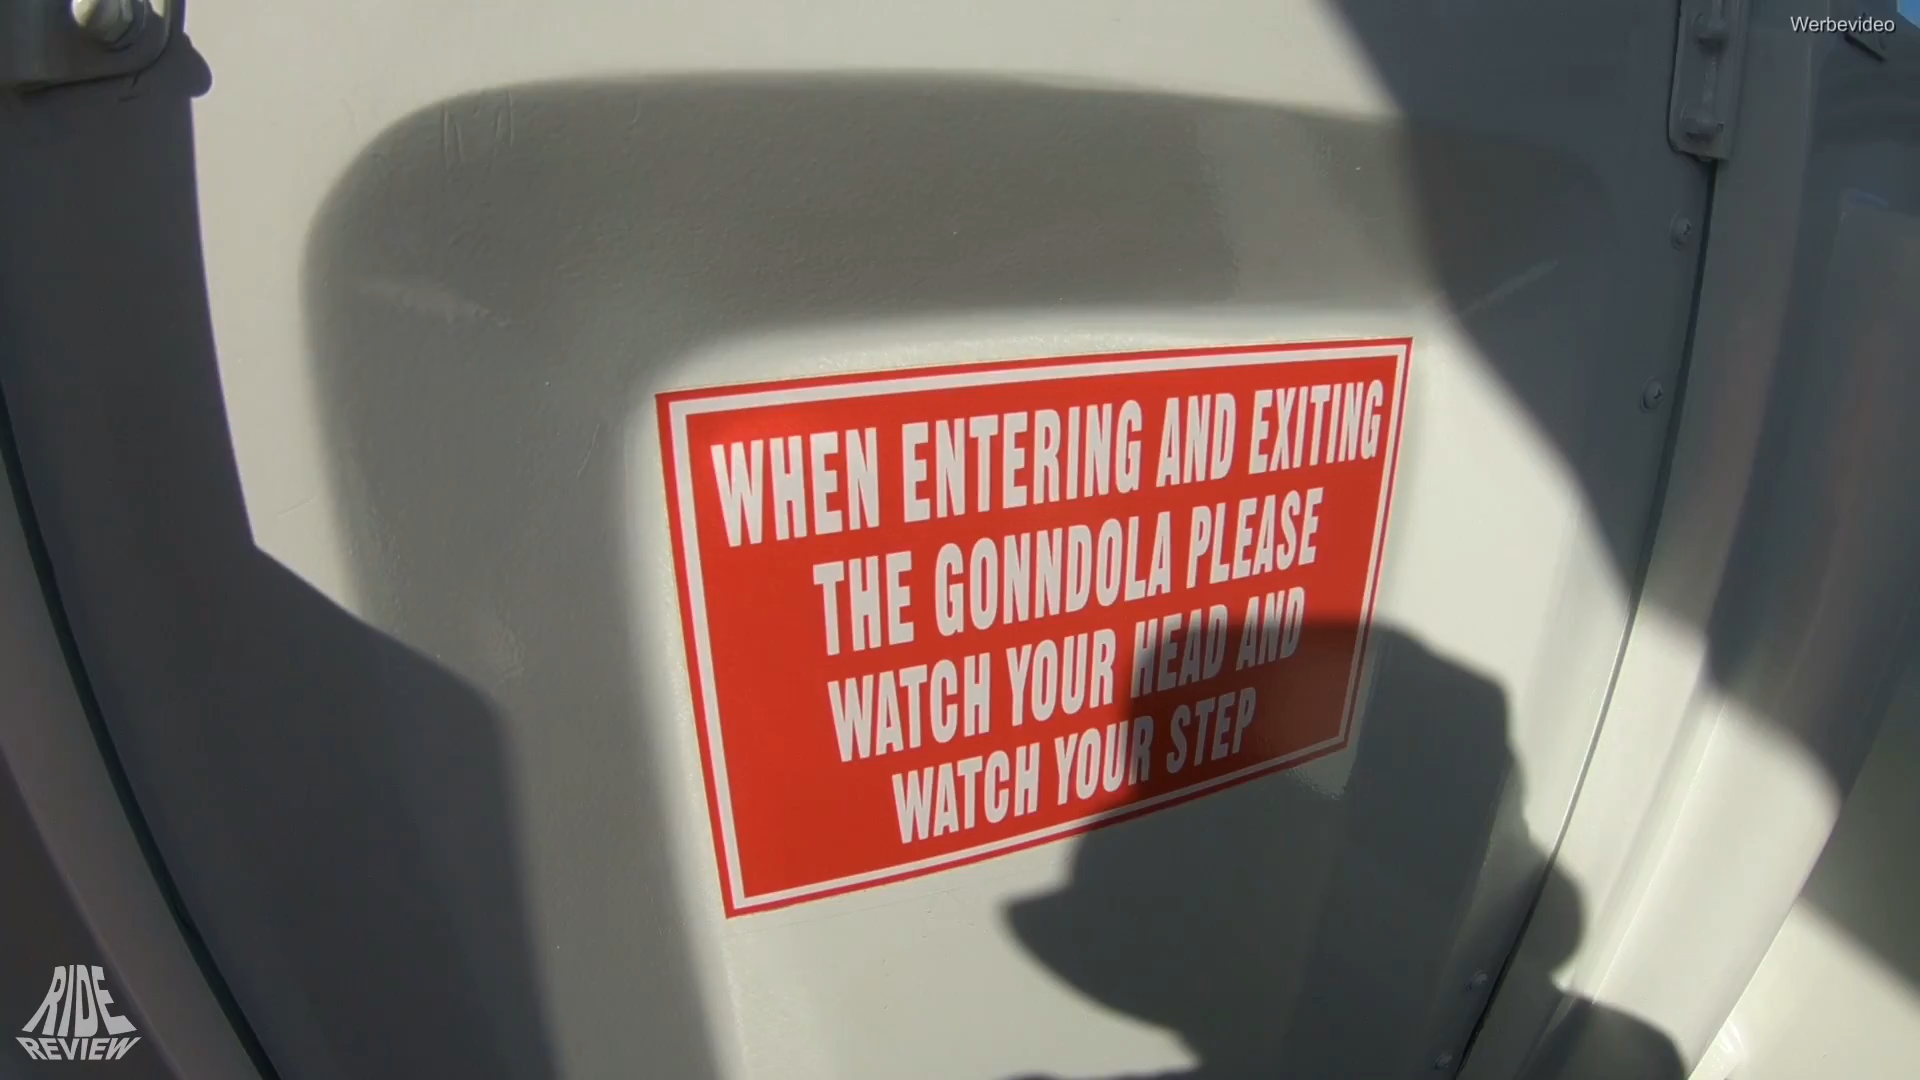 Werbevideo
WHEN ENTERING AND EXITING
THE GONNDOLA PLEASE
WATCH YOUR HEAD AND
WATCH YOUR STEP
RIDE
REVIEW